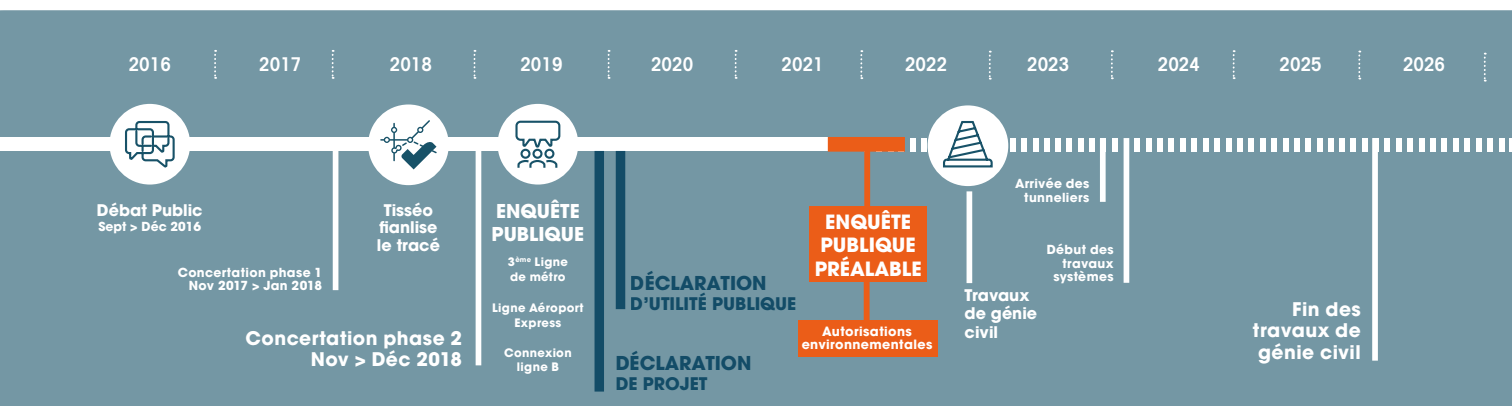 2016 2017 2018 2019 2020 2021 2022 2023 2024 2025 2026
Débat Public
Sept > Déc 2016
Concertation phase 1
Nov 2017 > Jan 2018
Tisséo
fianlise
le tracé
Concertation phase 2
Nov > Déc 2018
ENQUÊTE
PUBLIQUE
3ème Ligne
de métro
Ligne Aéroport
Express
Connexion
ligne B
DÉCLARATION
D'UTILITÉ PUBLIQUE
DÉCLARATION
DE PROJET
ENQUÊTE
PUBLIQUE
PRÉALABLE
Autorisations
environnementales
Travaux
de génie
civil
Arrivée des
tunneliers
Début des
travaux
systèmes
Fin des
travaux de
génie civil